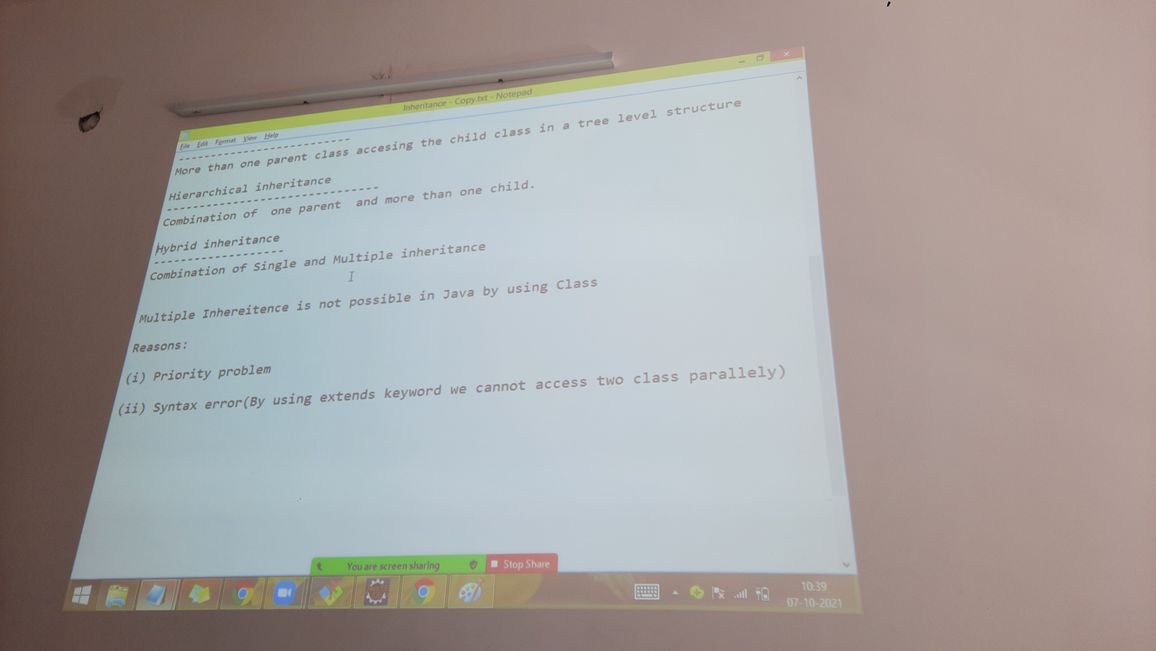 Inheritance - Copy.txt - Notepad
File Edit Format View Help
---------------------------
More than one parent class accesing the child class in a tree level structure
Hierarchical inheritance
--------------------------------
Combination of one parent and more than one child.
Hybrid inheritance
-------------------
Combination of Single and Multiple inheritance
Multiple Inhereitence is not possible in Java by using Class
Reasons:
(i) Priority problem
(ii) Syntax error(By using extends keyword we cannot access two class parallely)
You are screen sharing
Stop Share
10:39
07-10-2021